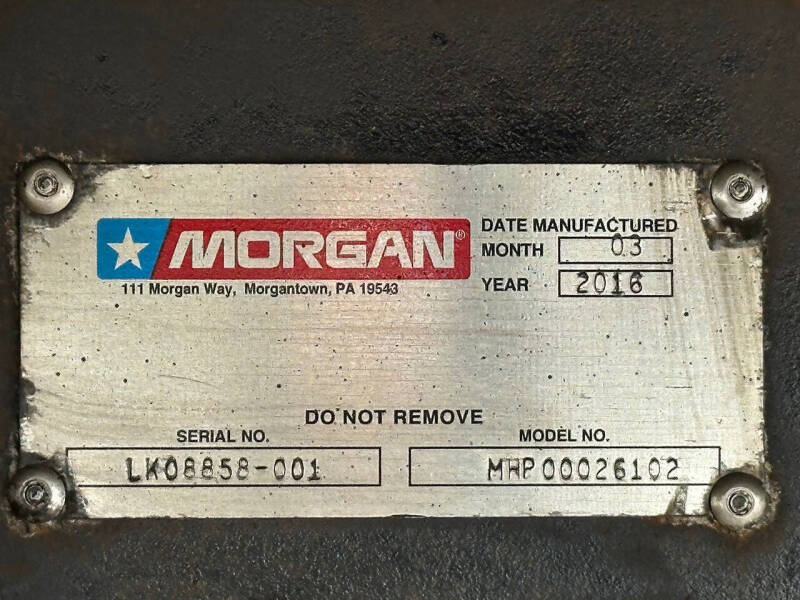 MORGAN®
111 Morgan Way, Morgantown, PA 19543
DATE MANUFACTURED
MONTH 03
YEAR 2016
DO NOT REMOVE
SERIAL NO.
LK08858-001
MODEL NO.
MHP00026102